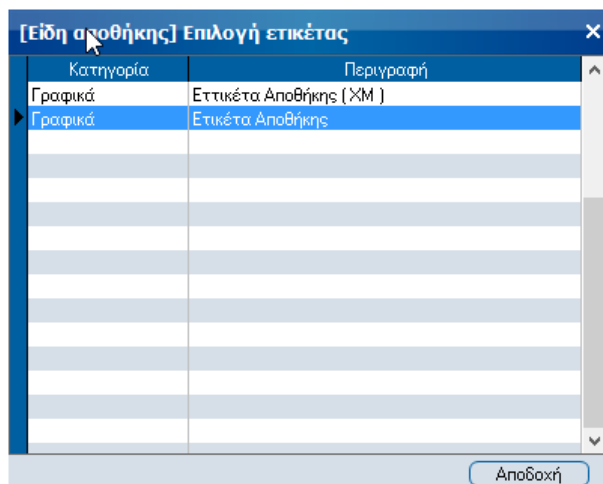 [Είδη αποθήκης] Επιλογή ετικέτας
Κατηγορία Περιγραφή
Γραφικά Εττικέτα Αποθήκης ( XM )
Γραφικά Ετικέτα Αποθήκης
Αποδοχή